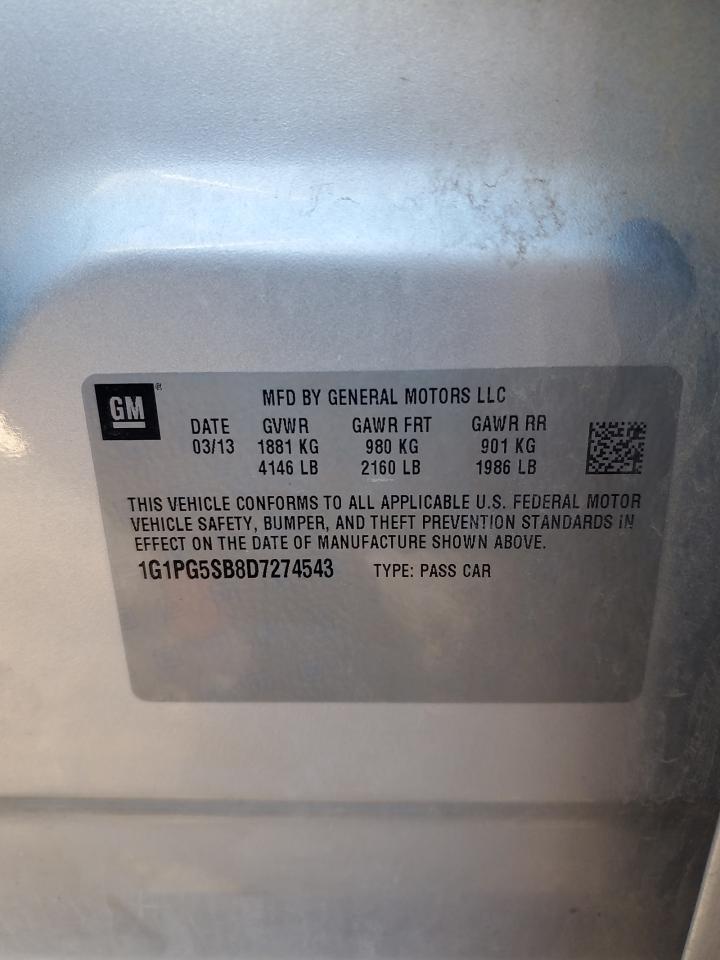 GM ®
MFD BY GENERAL MOTORS LLC
DATE GVWR GAWR FRT GAWR RR
03/13 1881 KG 980 KG 901 KG
4146 LB 2160 LB 1986 LB
THIS VEHICLE CONFORMS TO ALL APPLICABLE U.S. FEDERAL MOTOR
VEHICLE SAFETY, BUMPER, AND THEFT PREVENTION STANDARDS IN
EFFECT ON THE DATE OF MANUFACTURE SHOWN ABOVE.
1G1PG5SB8D7274543 TYPE: PASS CAR